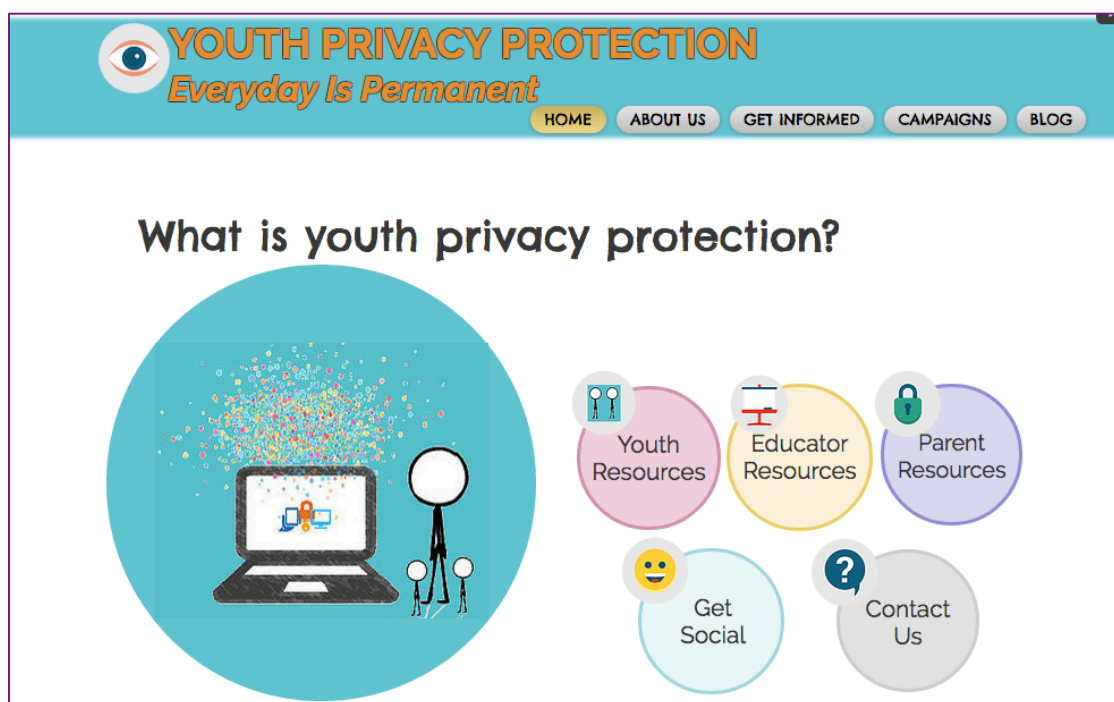 YOUTH PRIVACY PROTECTION
Everyday Is Permanent
HOME ABOUT US GET INFORMED CAMPAIGNS BLOG
What is youth privacy protection?
Youth
Resources
Educator
Resources
Parent
Resources
Get
Social
?
Contact
Us